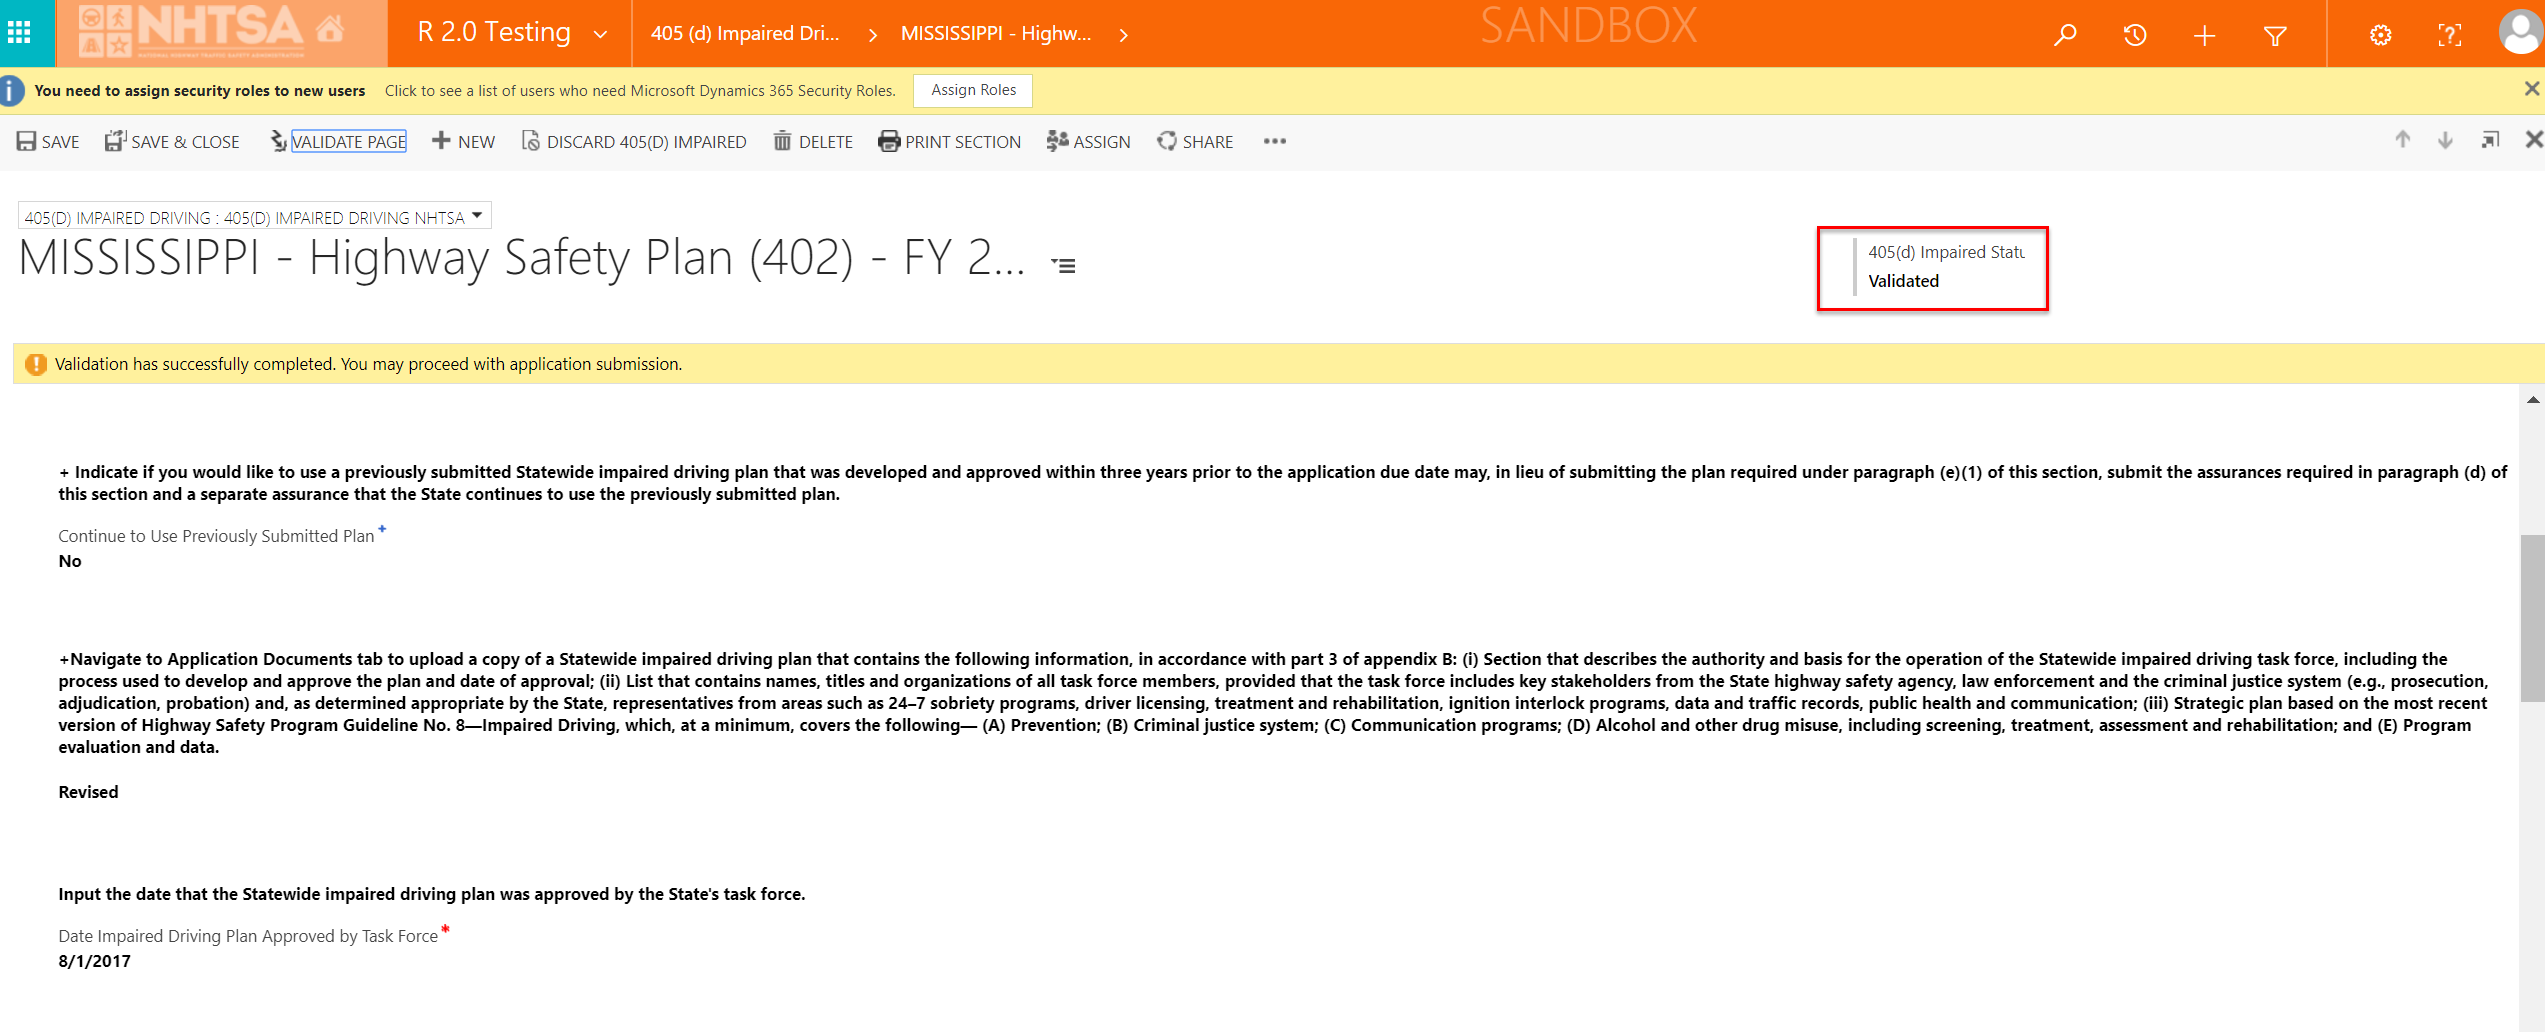 NHTSA
NATIONAL HIGHWAY TRAFFIC SAFETY ADMINISTRATION
R 2.0 Testing
405 (d) Impaired Dri...
MISSISSIPPI - Highw...
SANDBOX
You need to assign security roles to new users
Click to see a list of users who need Microsoft Dynamics 365 Security Roles.
Assign Roles
SAVE
SAVE & CLOSE
VALIDATE PAGE
NEW
DISCARD 405(D) IMPAIRED
DELETE
PRINT SECTION
ASSIGN
SHARE
405(D) IMPAIRED DRIVING : 405(D) IMPAIRED DRIVING NHTSA
MISSISSIPPI - Highway Safety Plan (402) - FY 2...
405(d) Impaired Statu
Validated
Validation has successfully completed. You may proceed with application submission.
+ Indicate if you would like to use a previously submitted Statewide impaired driving plan that was developed and approved within three years prior to the application due date may, in lieu of submitting the plan required under paragraph (e)(1) of this section, submit the assurances required in paragraph (d) of
this section and a separate assurance that the State continues to use the previously submitted plan.
Continue to Use Previously Submitted Plan +
No
+Navigate to Application Documents tab to upload a copy of a Statewide impaired driving plan that contains the following information, in accordance with part 3 of appendix B: (i) Section that describes the authority and basis for the operation of the Statewide impaired driving task force, including the
process used to develop and approve the plan and date of approval; (ii) List that contains names, titles and organizations of all task force members, provided that the task force includes key stakeholders from the State highway safety agency, law enforcement and the criminal justice system (e.g., prosecution,
adjudication, probation) and, as determined appropriate by the State, representatives from areas such as 24–7 sobriety programs, driver licensing, treatment and rehabilitation, ignition interlock programs, data and traffic records, public health and communication; (iii) Strategic plan based on the most recent
version of Highway Safety Program Guideline No. 8—Impaired Driving, which, at a minimum, covers the following— (A) Prevention; (B) Criminal justice system; (C) Communication programs; (D) Alcohol and other drug misuse, including screening, treatment, assessment and rehabilitation; and (E) Program
evaluation and data.
Revised
Input the date that the Statewide impaired driving plan was approved by the State's task force.
Date Impaired Driving Plan Approved by Task Force *
8/1/2017